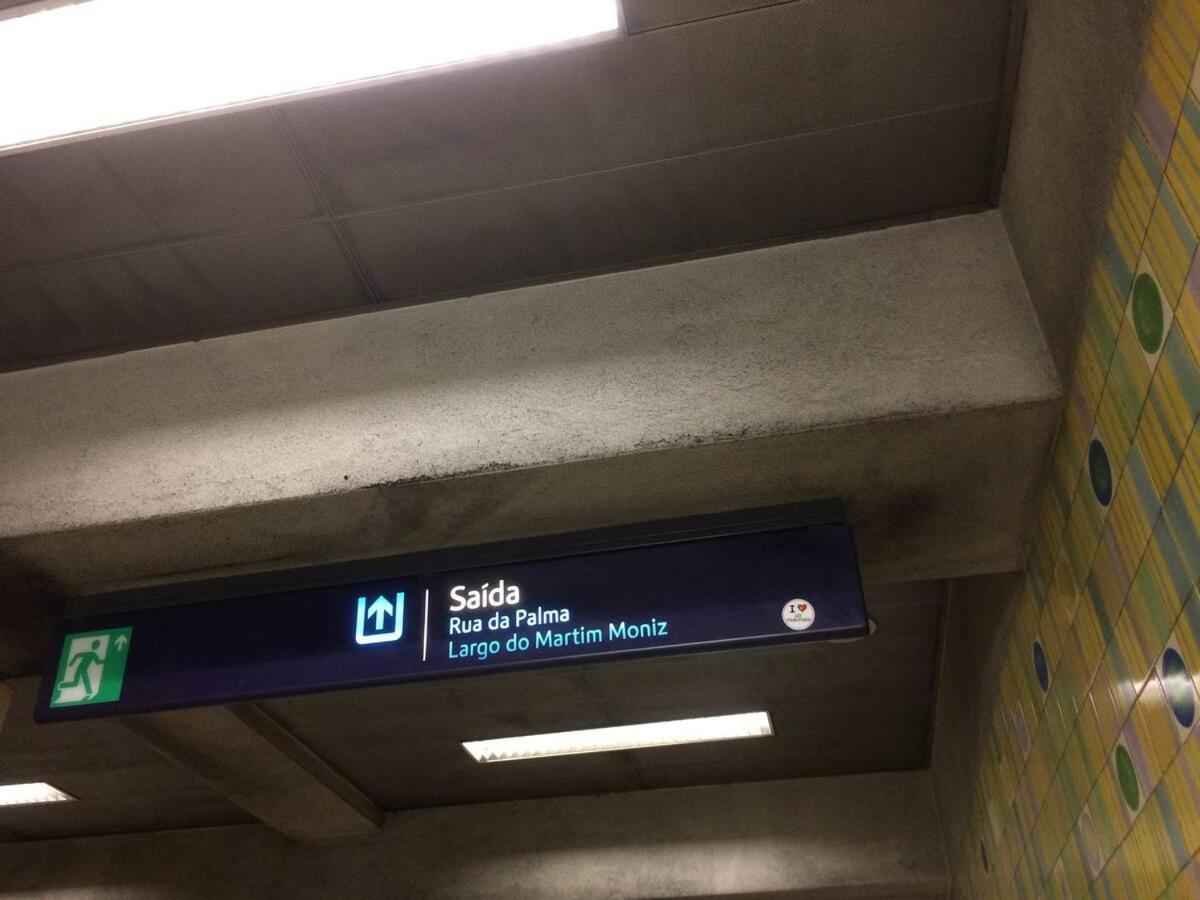 Saída
Rua da Palma
Largo do Martim Moniz
I ❤